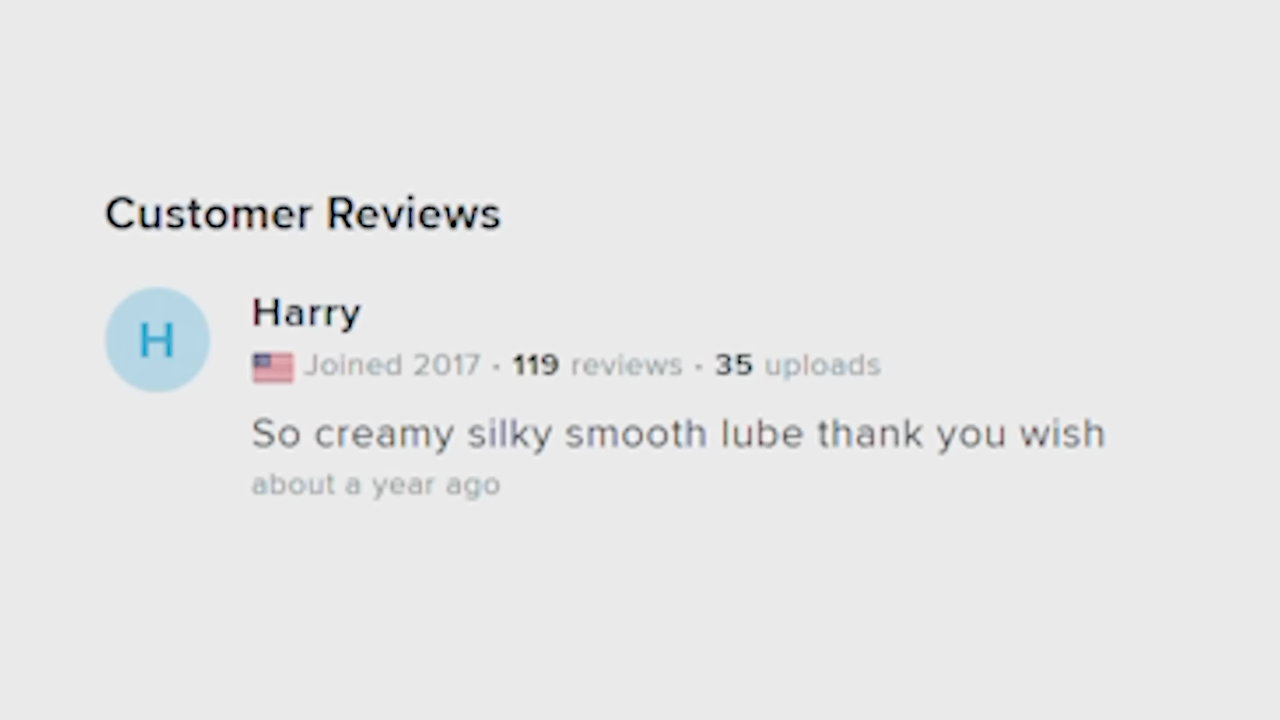 Customer Reviews
H
Harry
Joined 2017 · 119 reviews · 35 uploads
So creamy silky smooth lube thank you wish
about a year ago